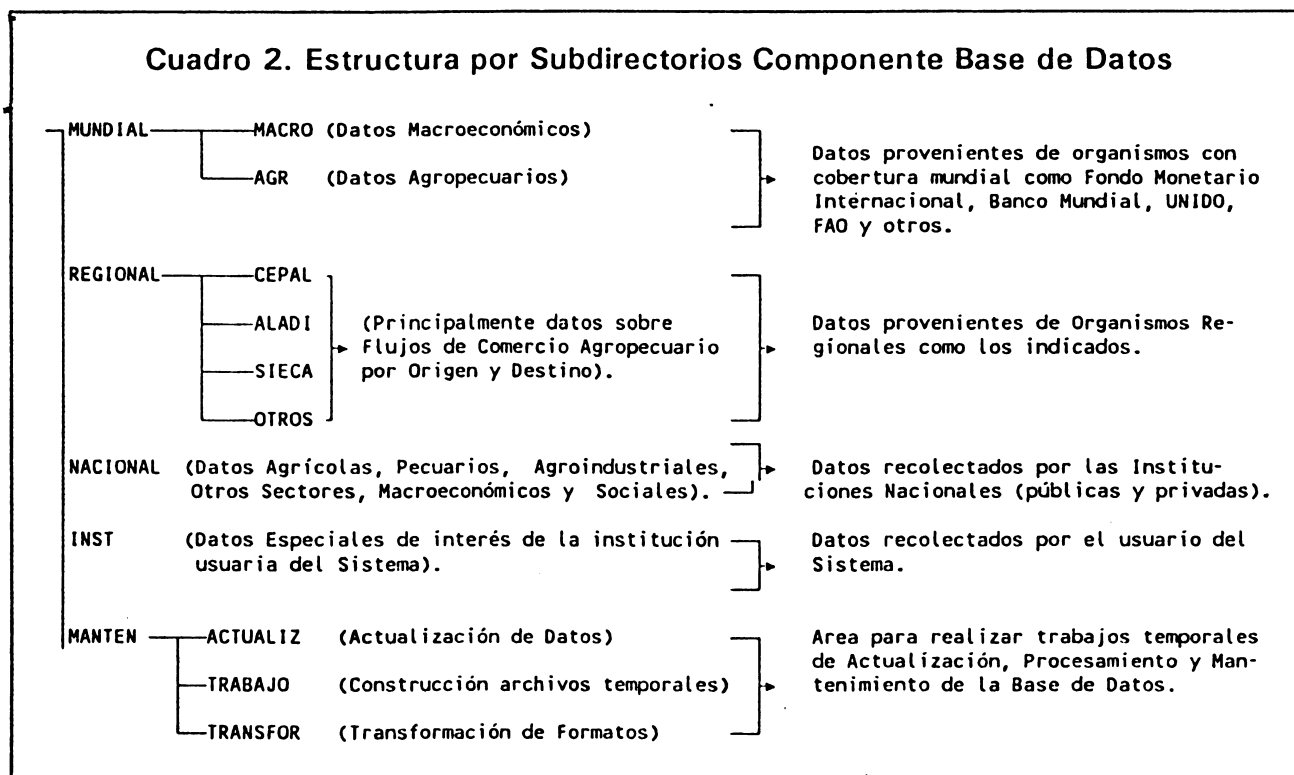 Cuadro 2. Estructura por Subdirectorios Componente Base de Datos
MUNDIAL
MACRO (Datos Macroeconómicos)
AGR (Datos Agropecuarios)
Datos provenientes de organismos con
cobertura mundial como Fondo Monetario
Internacional, Banco Mundial, UNIDO,
FAO y otros.
REGIONAL
CEPAL
ALADI
SIECA
OTROS
(Principalmente datos sobre
Flujos de Comercio Agropecuario
por Origen y Destino).
Datos provenientes de Organismos Re-
gionales como los indicados.
NACIONAL (Datos Agrícolas, Pecuarios, Agroindustriales,
Otros Sectores, Macroeconómicos y Sociales).
Datos recolectados por las Institu-
ciones Nacionales (públicas y privadas).
INST (Datos Especiales de interés de la institución
usuaria del Sistema).
Datos recolectados por el usuario del
Sistema.
MANTEN
ACTUALIZ (Actualización de Datos)
TRABAJO (Construcción archivos temporales)
TRANSFOR (Transformación de Formatos)
Area para realizar trabajos temporales
de Actualización, Procesamiento y Man-
tenimiento de la Base de Datos.